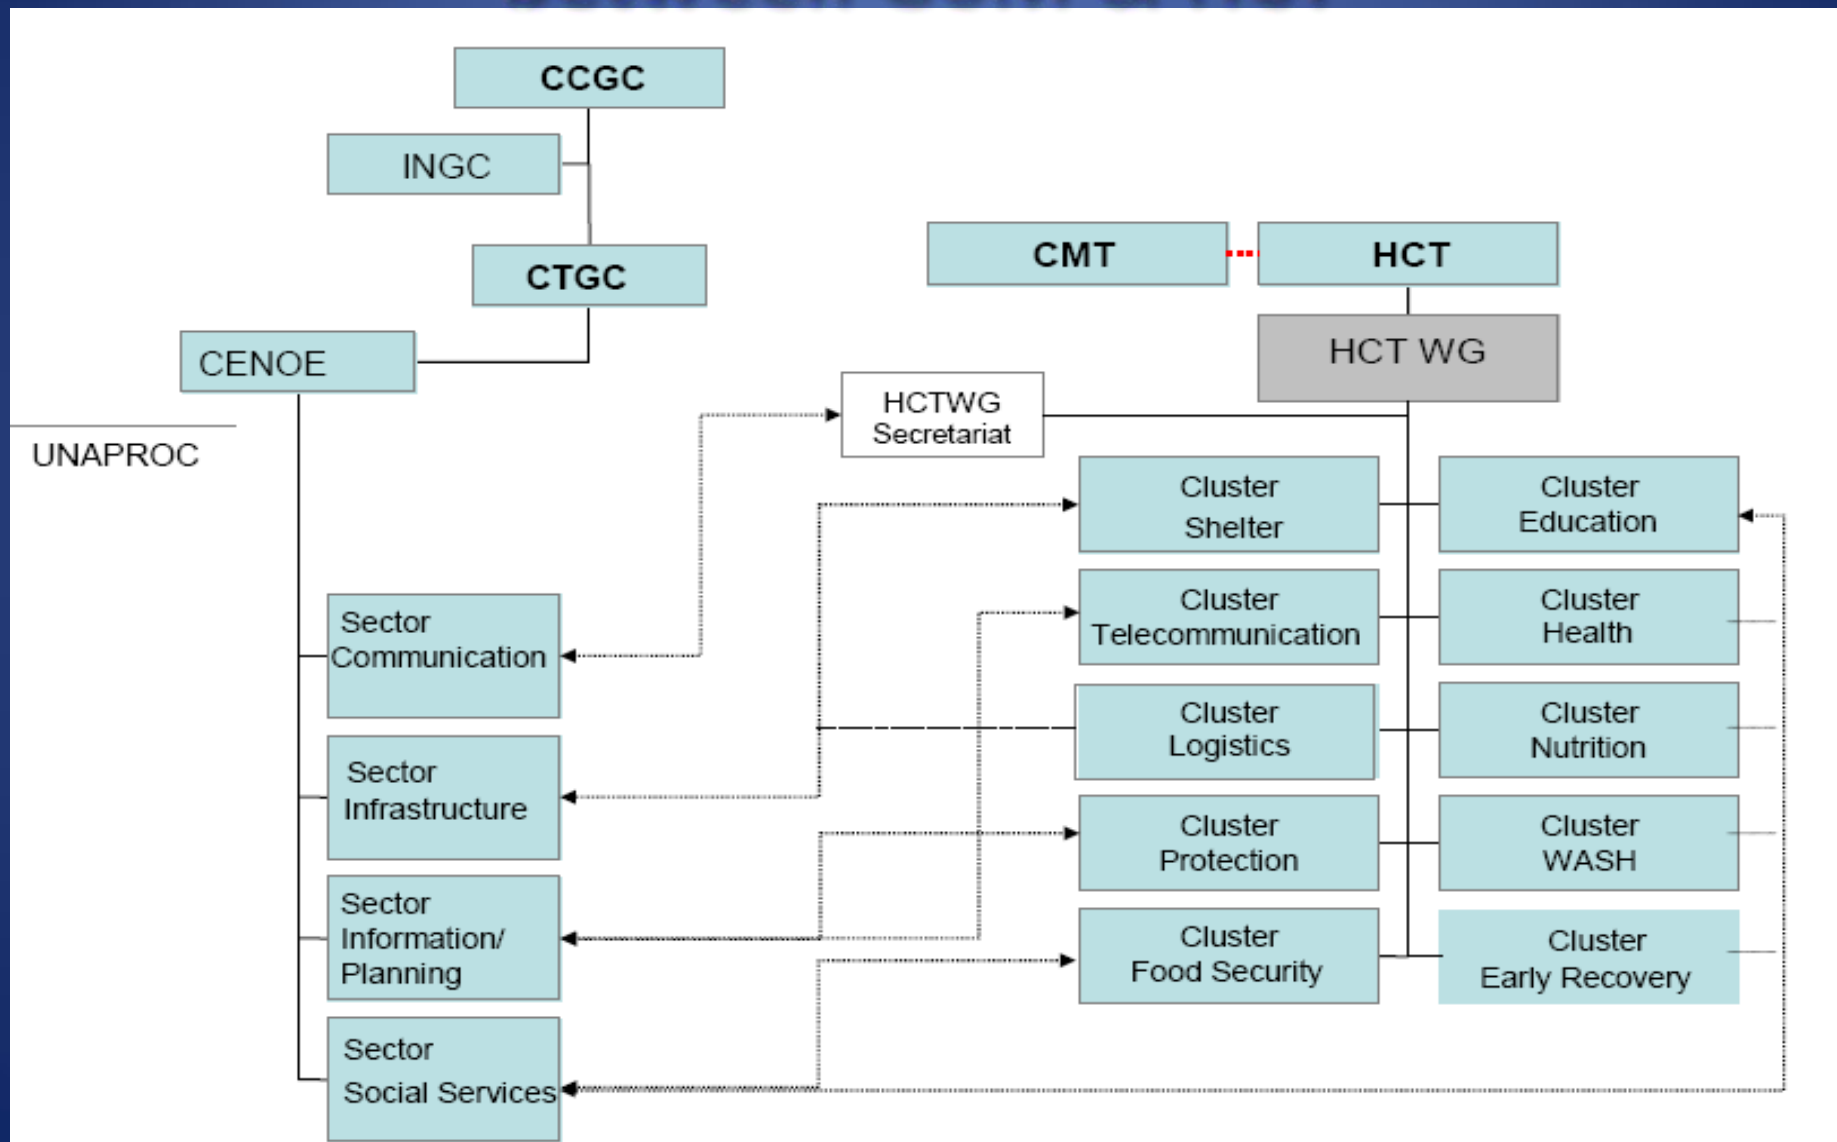 CCGC
INGC
CTGC
CMT
HCT
CENOE
HCT WG
UNAPROC
HCTWG
Secretariat
Cluster
Shelter
Cluster
Education
Cluster
Telecommunication
Cluster
Health
Cluster
Logistics
Cluster
Nutrition
Cluster
Protection
Cluster
WASH
Cluster
Food Security
Cluster
Early Recovery
Sector
Communication
Sector
Infrastructure
Sector
Information/
Planning
Sector
Social Services